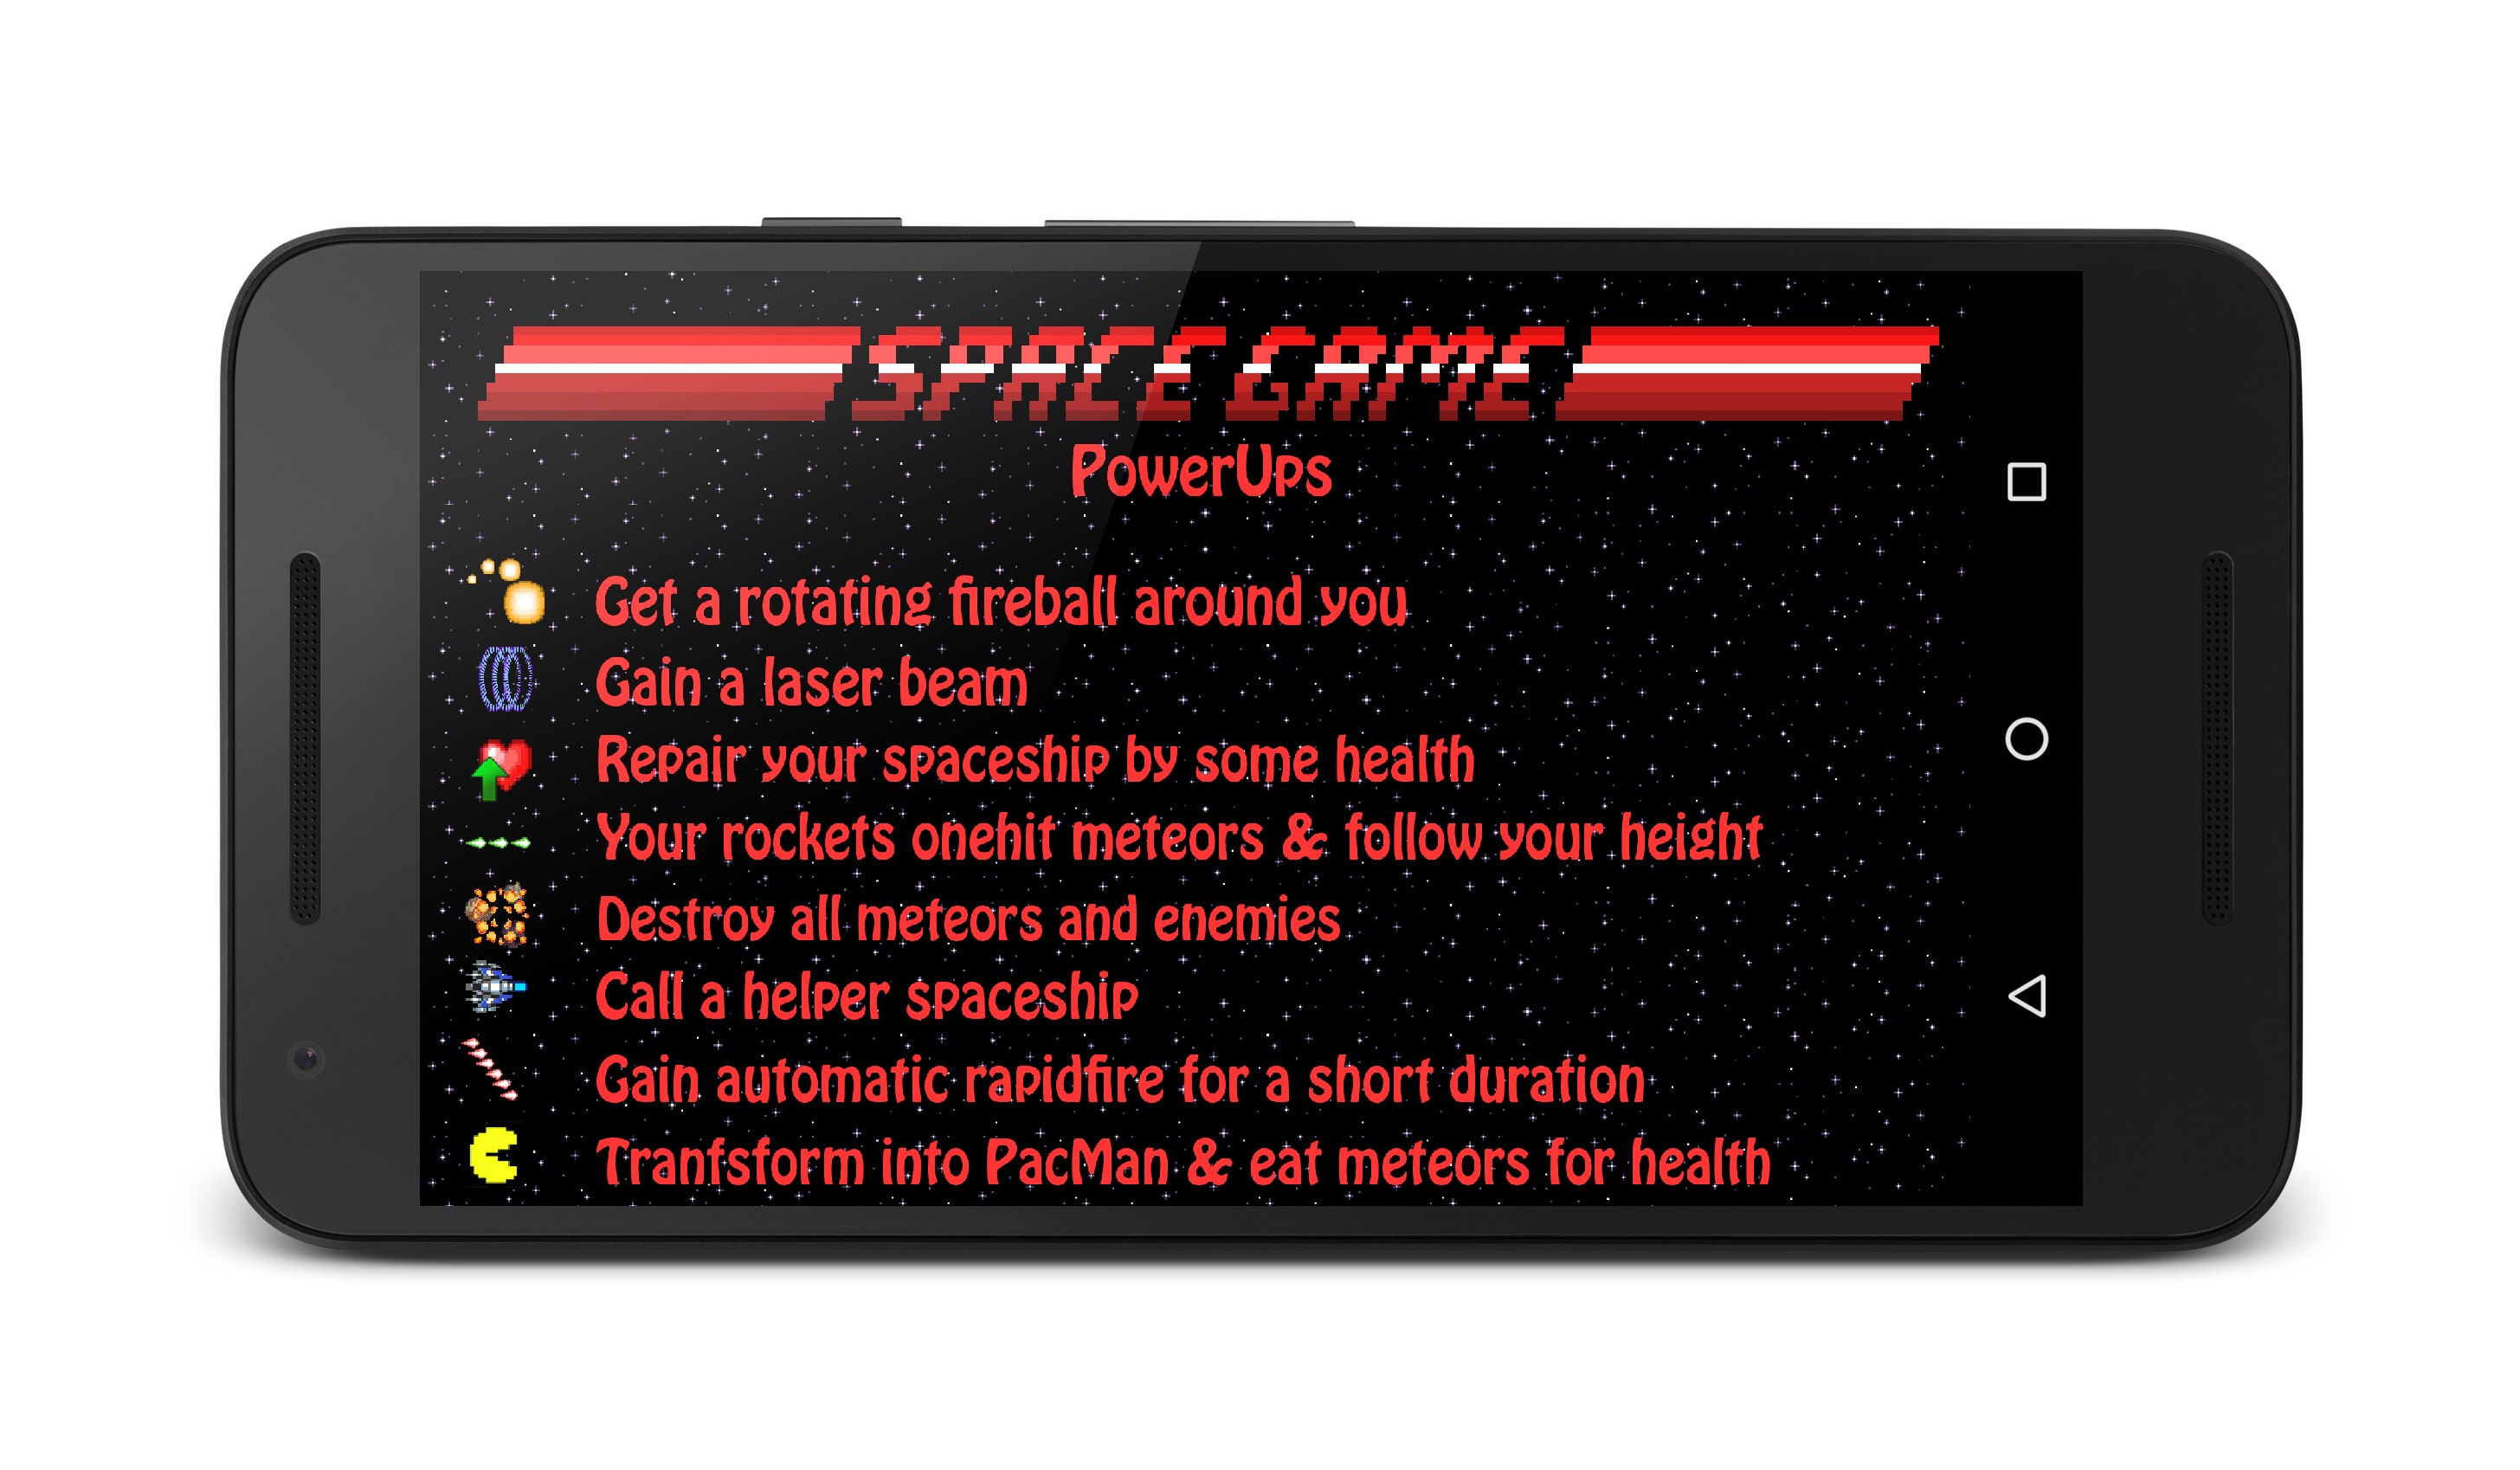 SPACE GAME
PowerUps
Get a rotating fireball around you
Gain a laser beam
Repair your spaceship by some health
Your rockets onehit meteors & follow your height
Destroy all meteors and enemies
Call a helper spaceship
Gain automatic rapidfire for a short duration
Tranfsform into PacMan & eat meteors for health